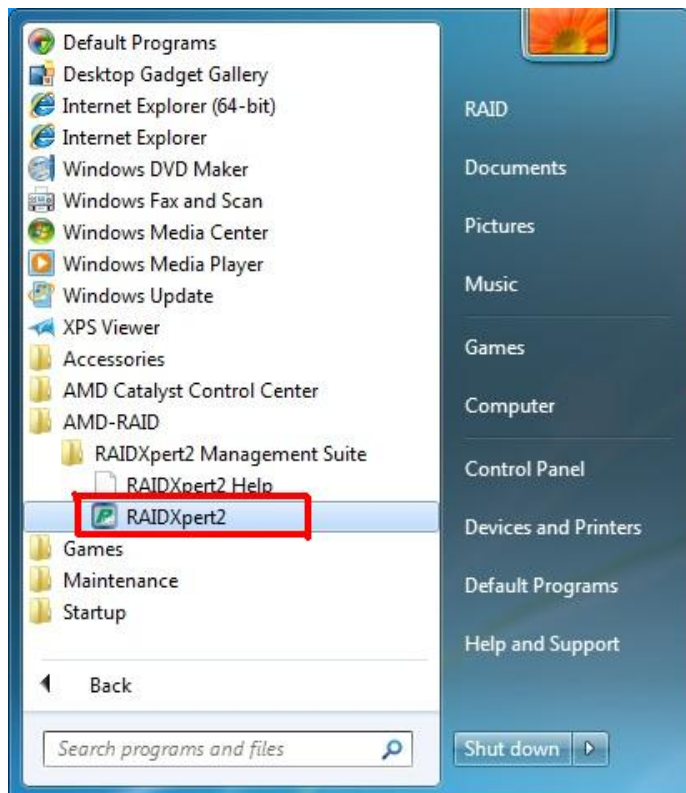 Default Programs
Desktop Gadget Gallery
Internet Explorer (64-bit)
Internet Explorer
Windows DVD Maker
Windows Fax and Scan
Windows Media Center
Windows Media Player
Windows Update
XPS Viewer
Accessories
AMD Catalyst Control Center
AMD-RAID
RAIDXpert2 Management Suite
RAIDXpert2 Help
RAIDXpert2
Games
Maintenance
Startup
Back
Search programs and files
RAID
Documents
Pictures
Music
Games
Computer
Control Panel
Devices and Printers
Default Programs
Help and Support
Shut down